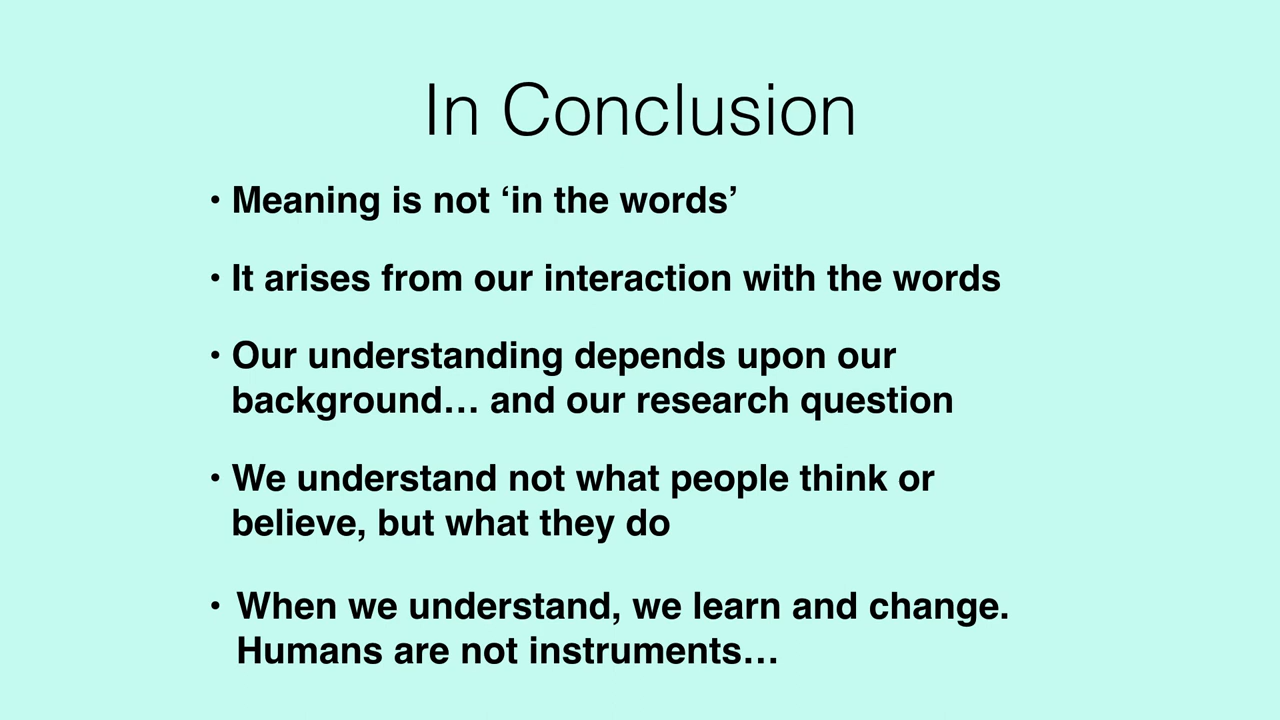 In Conclusion
• Meaning is not ‘in the words’
• It arises from our interaction with the words
• Our understanding depends upon our
background… and our research question
• We understand not what people think or
believe, but what they do
• When we understand, we learn and change.
Humans are not instruments…